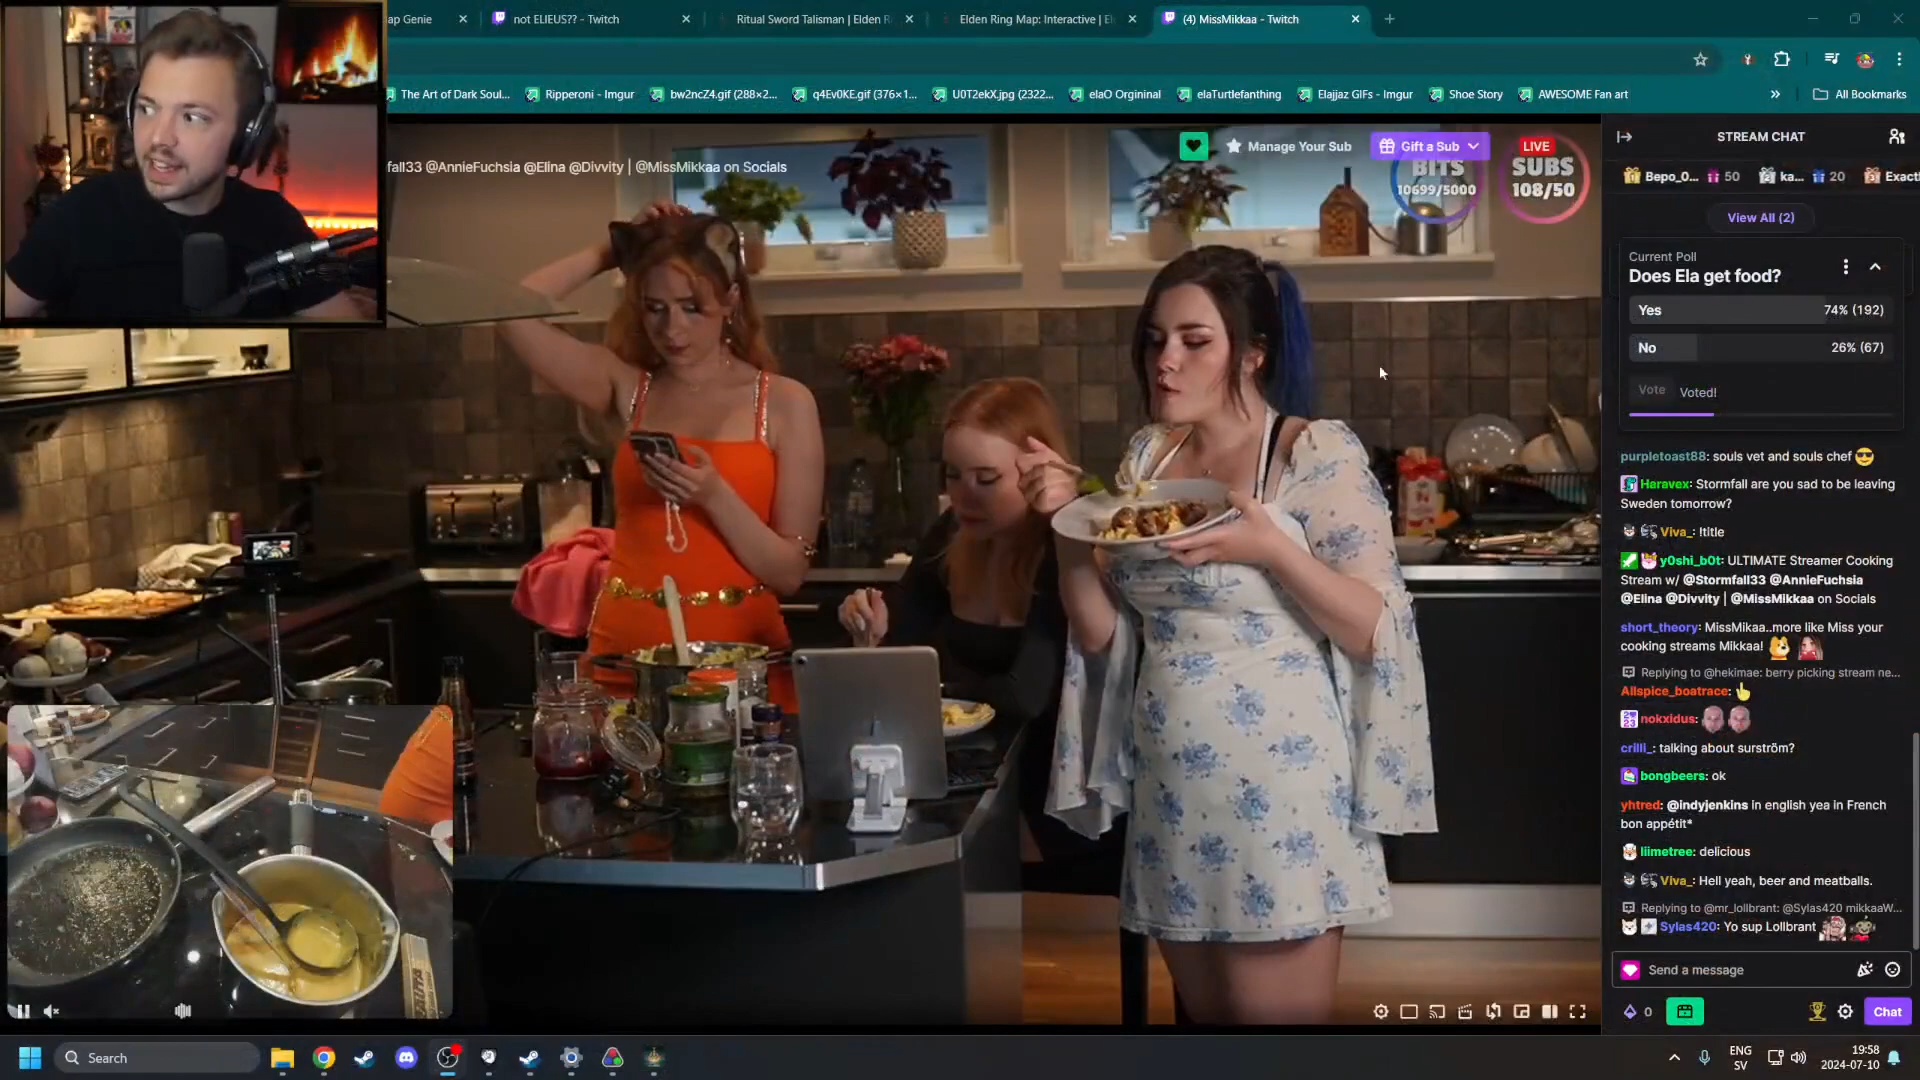 ap Genie
not ELIEUS?? - Twitch
Ritual Sword Talisman | Elden R
Elden Ring Map: Interactive | El
(4) MissMikkaa - Twitch
The Art of Dark Soul...
Ripperoni - Imgur
bw2ncZ4.gif (288×2...
q4Ev0KE.gif (376×1...
U0T2ekX.jpg (2322...
elaO Orgininal
elaTurtlefanthing
Elajjaz GIFs - Imgur
Shoe Story
AWESOME Fan art
All Bookmarks
fall33 @AnnieFuchsia @Elina @Divvity | @MissMikkaa on Socials
Manage Your Sub
Gift a Sub
LIVE
BITS
10699/5000
SUBS
108/50
STREAM CHAT
Bepo_0... 50 ka... 20 Exact
View All (2)
Current Poll
Does Ela get food?
Yes 74% (192)
No 26% (67)
Vote Voted!
purpletoast88: souls vet and souls chef
Haravex: Stormfall are you sad to be leaving
Sweden tomorrow?
Viva_: !title
y0shi_b0t: ULTIMATE Streamer Cooking
Stream w/ @Stormfall33 @AnnieFuchsia
@Elina @Divvity | @MissMikkaa on Socials
short_theory: MissMikaa..more like Miss your
cooking streams Mikkaa!
Replying to @hekimae: berry picking stream ne...
Allspice_boatrace:
nokxidus:
crilli_: talking about surström?
bongbeers: ok
yhtred: @indyjenkins in english yea in French
bon appétit*
liimetree: delicious
Viva_: Hell yeah, beer and meatballs.
Replying to @mr_lollbrant: @Sylas420 mikkaaW...
Sylas420: Yo sup Lollbrant
Send a message
0
Chat
Search
ENG
SV
19:58
2024-07-10